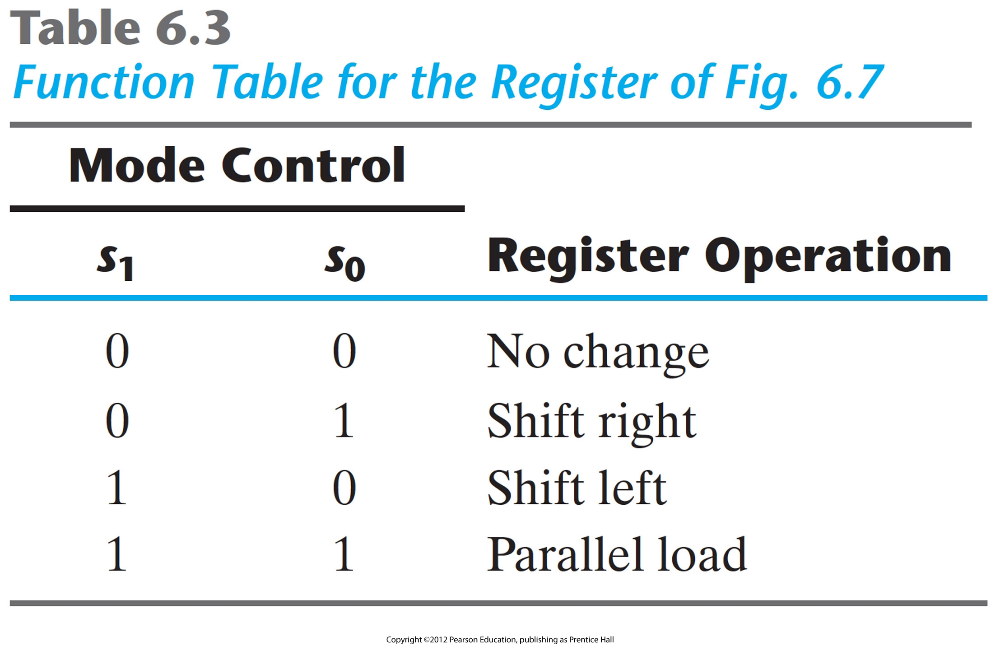 Table 6.3
Function Table for the Register of Fig. 6.7
Mode Control
s1 s0 Register Operation
0 0 No change
0 1 Shift right
1 0 Shift left
1 1 Parallel load
Copyright ©2012 Pearson Education, publishing as Prentice Hall